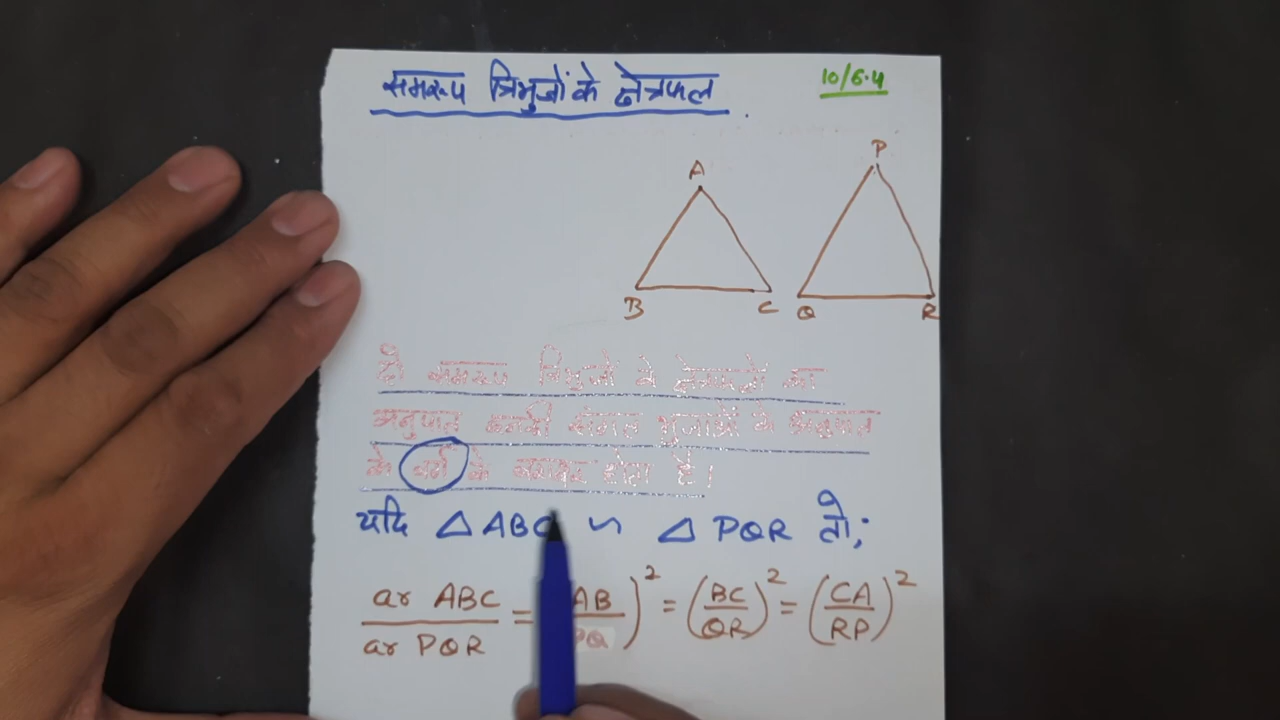 समरूप त्रिभुजों के क्षेत्रफल
10/6.4
A
P
B C Q R
दो समरूप त्रिभुजों के क्षेत्रफलों का
अनुपात उनकी संगत भुजाओं के अनुपात
के वर्ग के बराबर होता है।
यदि △ ABC ∽ △ PQR तो;
ar ABC / ar PQR = (AB / PQ)² = (BC / QR)² = (CA / RP)²